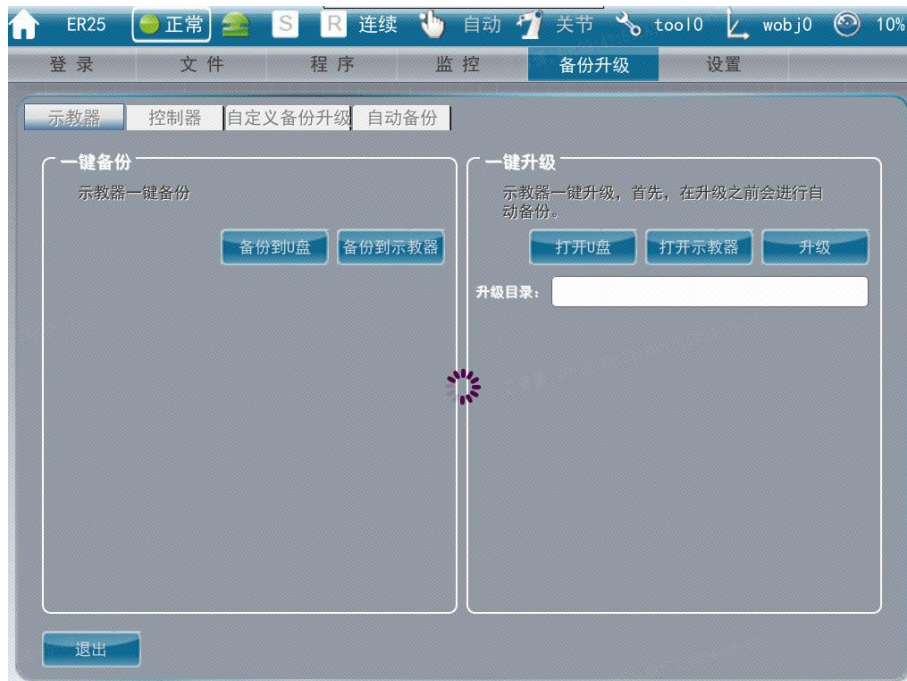 ER25 正常 S R 连续 自动 关节 tool0 wobj0 10%
登录 文件 程序 监控 备份升级 设置
示教器 控制器 自定义备份升级 自动备份
一键备份
示教器一键备份
备份到U盘 备份到示教器
一键升级
示教器一键升级，首先，在升级之前会进行自
动备份。
打开U盘 打开示教器 升级
升级目录：
退出